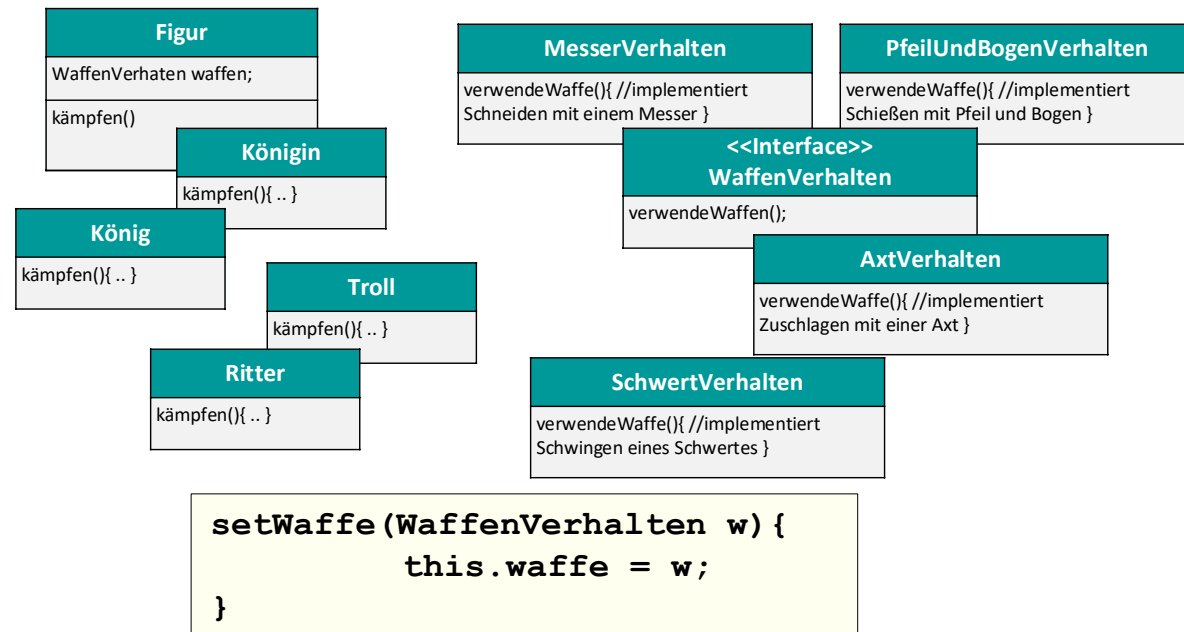 Figur
WaffenVerhaten waffen;
kämpfen()
Königin
kämpfen(){ .. }
König
kämpfen(){ .. }
Troll
kämpfen(){ .. }
Ritter
kämpfen(){ .. }
MesserVerhalten
verwendeWaffe(){ //implementiert
Schneiden mit einem Messer }
PfeilUndBogenVerhalten
verwendeWaffe(){ //implementiert
Schießen mit Pfeil und Bogen }
<<Interface>>
WaffenVerhalten
verwendeWaffen();
AxtVerhalten
verwendeWaffe(){ //implementiert
Zuschlagen mit einer Axt }
SchwertVerhalten
verwendeWaffe(){ //implementiert
Schwingen eines Schwertes }
setWaffe(WaffenVerhalten w){
this.waffe = w;
}